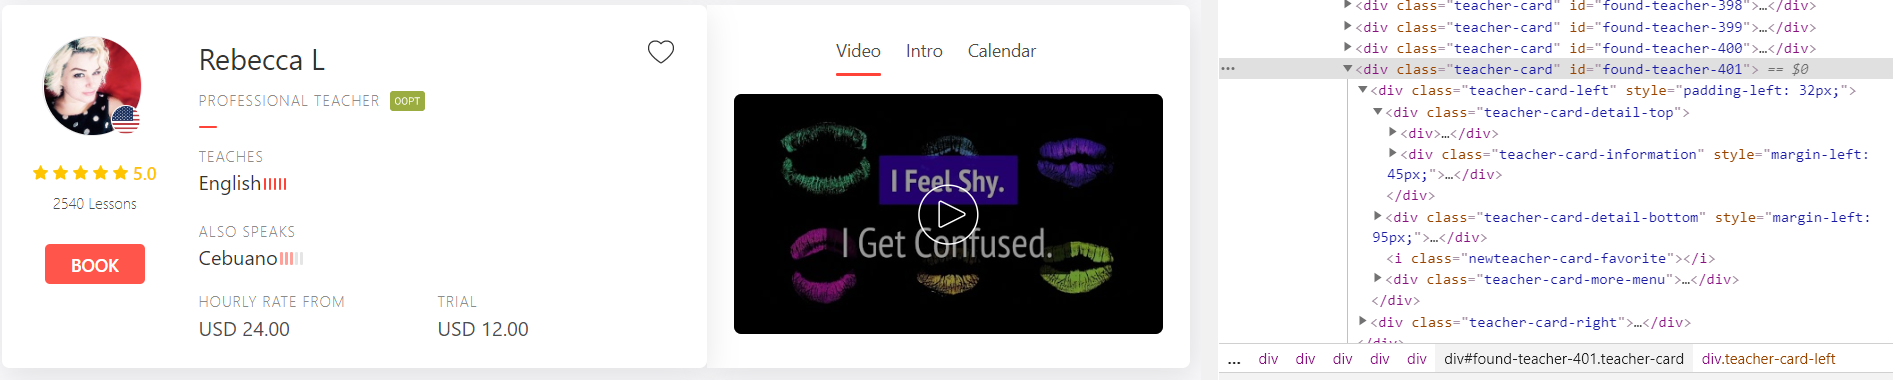 Rebecca L
PROFESSIONAL TEACHER OOPT
TEACHES
English
5.0
2540 Lessons
ALSO SPEAKS
Cebuano
BOOK
HOURLY RATE FROM
USD 24.00
TRIAL
USD 12.00
Video Intro Calendar
I Feel Shy.
I Get Confused.
<div class="teacher-card" id="found-teacher-398">…</div>
<div class="teacher-card" id="found-teacher-399">…</div>
<div class="teacher-card" id="found-teacher-400">…</div>
… <div class="teacher-card" id="found-teacher-401"> == $0
<div class="teacher-card-left" style="padding-left: 32px;">
<div class="teacher-card-detail-top">
<div>…</div>
<div class="teacher-card-information" style="margin-left:
45px;">…</div>
</div>
<div class="teacher-card-detail-bottom" style="margin-left:
95px;">…</div>
<i class="newteacher-card-favorite"></i>
<div class="teacher-card-more-menu">…</div>
</div>
<div class="teacher-card-right">…</div>
</div>
… div div div div div div#found-teacher-401.teacher-card div.teacher-card-left